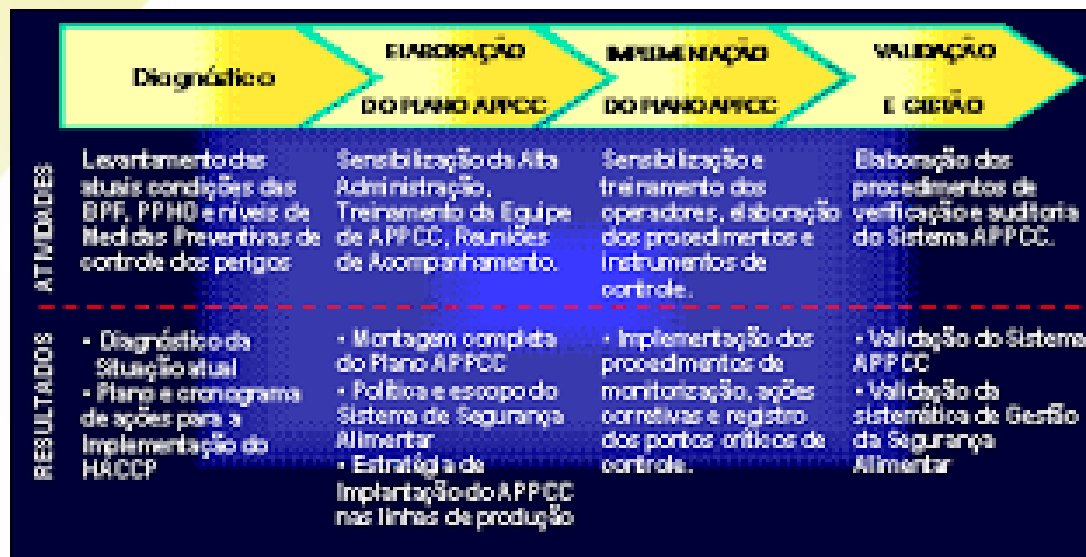 Diagnóstico
ELABORAÇÃO
DO PLANO APPCC
IMPLEMENTAÇÃO
DO PLANO APPCC
VALIDAÇÃO
E GESTÃO
ATIVIDADES
Levantamento das
atuais condições das
BPF, PPHO e níveis de
Medidas Preventivas de
controle dos perigos
Sensibilização da Alta
Administração,
Treinamento da Equipe
de APPCC, Reuniões
de Acompanhamento.
Sensibilização e
treinamento dos
operadores, elaboração
dos procedimentos e
instrumentos de
controle.
Elaboração dos
procedimentos de
verificação e auditoria
do Sistema APPCC.
RESULTADOS
• Diagnóstico da
Situação atual
• Plano e cronograma
de ações para a
Implementação do
HACCP
• Montagem completa
do Plano APPCC
• Política e escopo do
Sistema de Segurança
Alimentar
• Estratégia de
Implantação do APPCC
nas linhas de produção
• Implementação dos
procedimentos de
monitorização, ações
corretivas e registro
dos pontos críticos de
controle.
• Validação do Sistema
APPCC
• Validação da
sistemática de Gestão
da Segurança
Alimentar